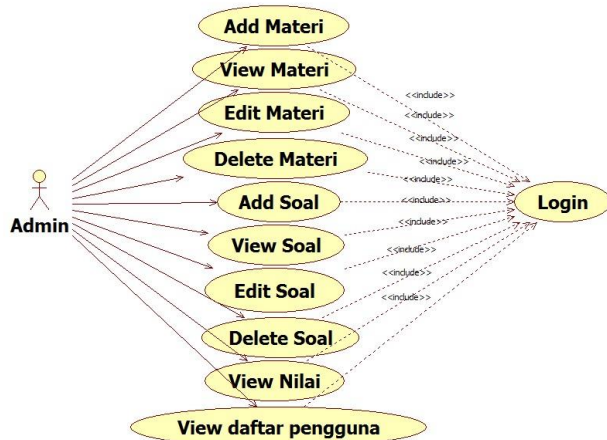 Add Materi
View Materi
<<include>>
Edit Materi
<<include>>
<<include>>
Delete Materi
<<include>>
<<include>>
Add Soal
<<include>>
Login
Admin
<<include>>
View Soal
<<include>>
<<include>>
Edit Soal
<<include>>
Delete Soal
View Nilai
View daftar pengguna